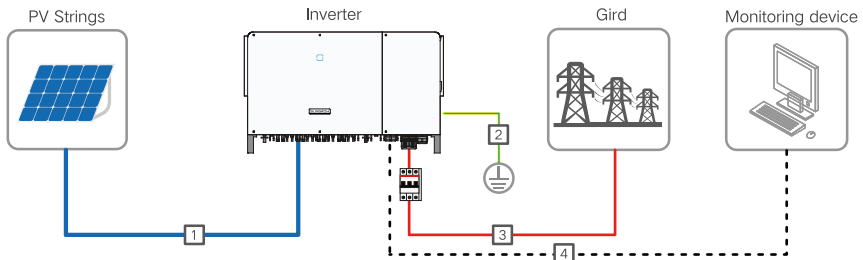 PV Strings
Inverter
Gird
Monitoring device
2
1
3
4